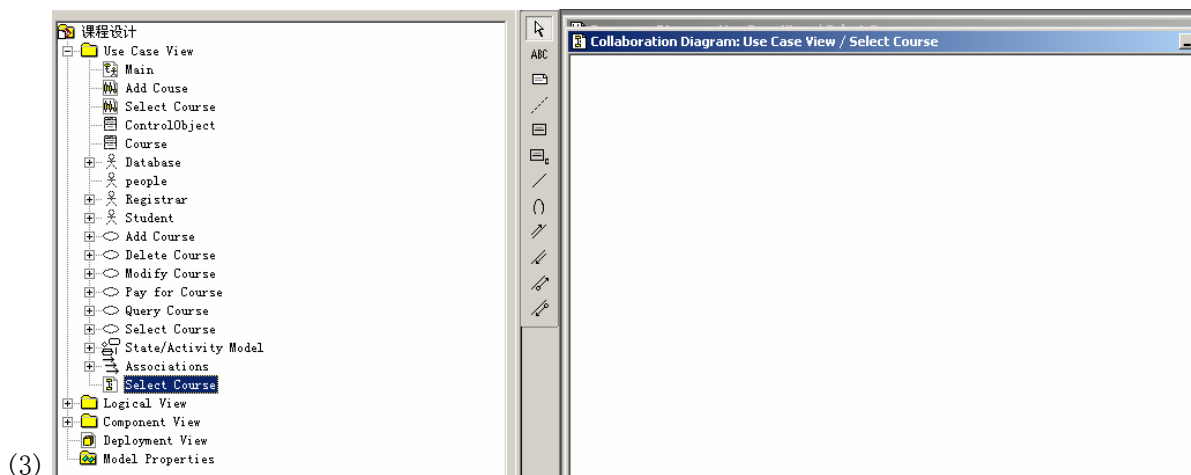 课程设计
Use Case View
Main
Add Couse
Select Course
ControlObject
Course
Database
people
Registrar
Student
Add Course
Delete Course
Modify Course
Pay for Course
Query Course
Select Course
State/Activity Model
Associations
Select Course
Logical View
Component View
Deployment View
Model Properties
(3)
ABC
Collaboration Diagram: Use Case View / Select Course